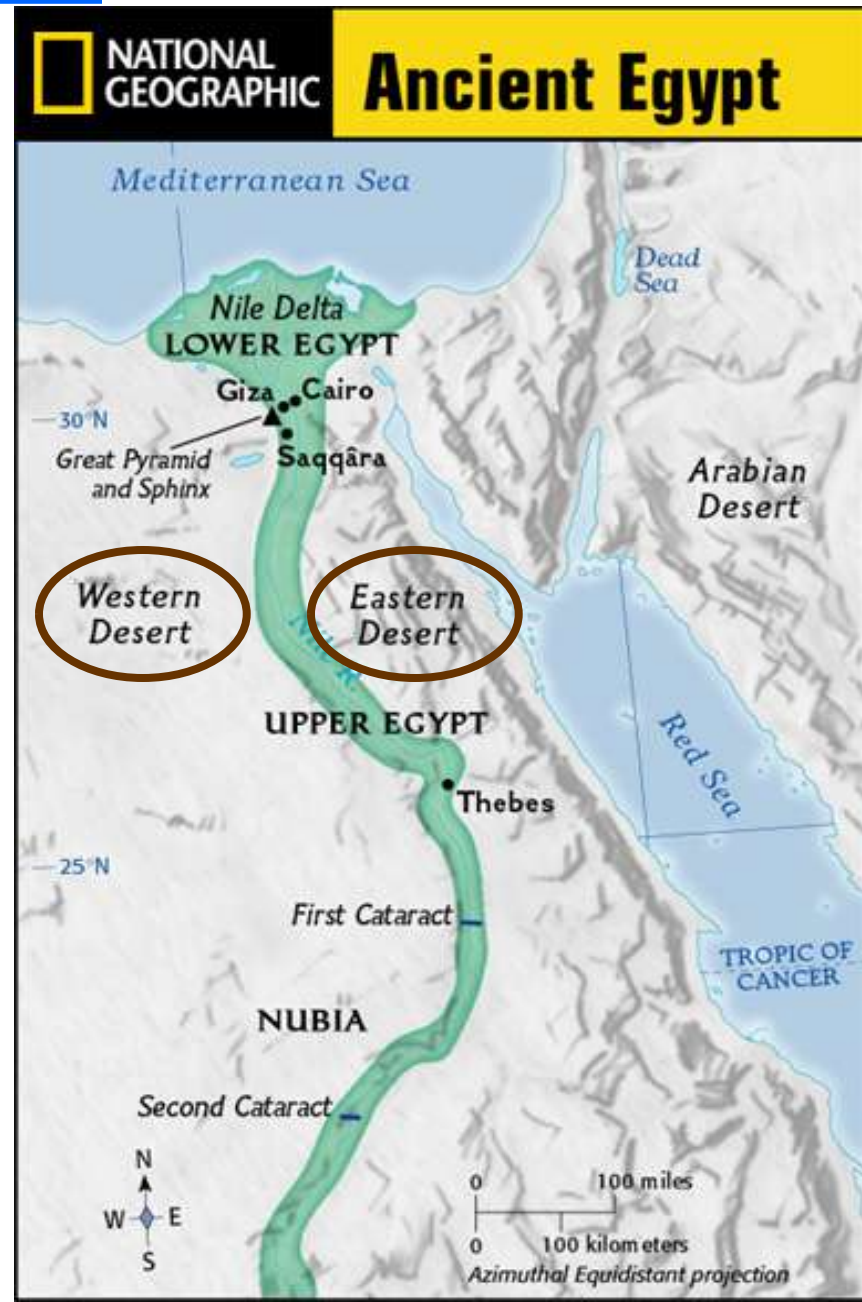 NATIONAL
GEOGRAPHIC
Ancient Egypt
Mediterranean Sea
Dead
Sea
Nile Delta
LOWER EGYPT
Giza
Cairo
30°N
Great Pyramid
and Sphinx
Saqqâra
Arabian
Desert
Western
Desert
Eastern
Desert
Nile R.
UPPER EGYPT
Red Sea
Thebes
25°N
First Cataract
TROPIC OF
CANCER
NUBIA
Second Cataract
N
W E
S
0 100 miles
0 100 kilometers
Azimuthal Equidistant projection